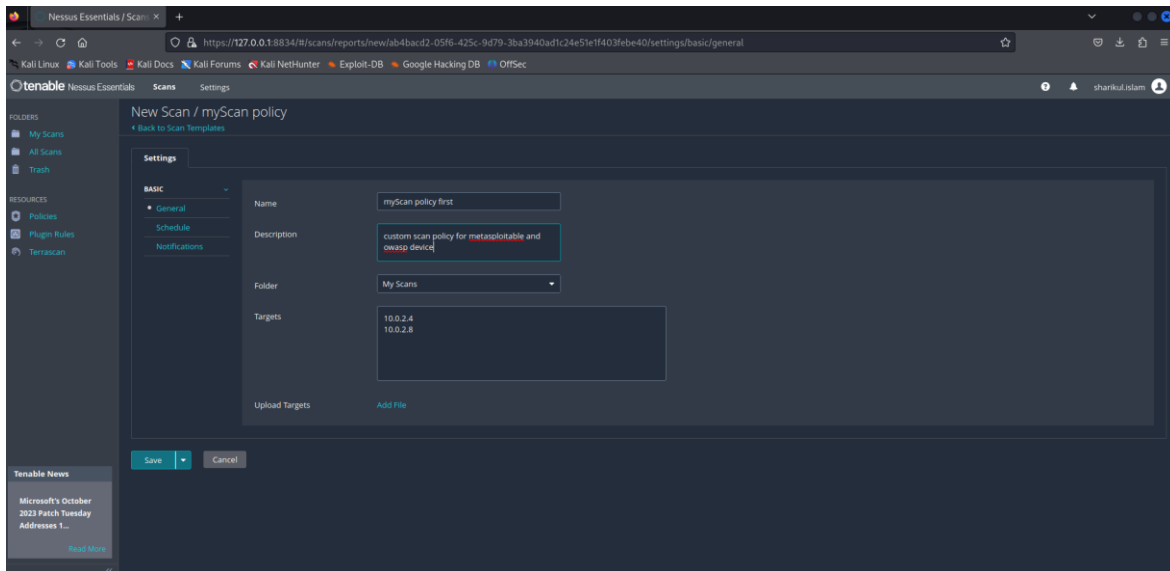 Nessus Essentials / Scans
https://127.0.0.1:8834/#/scans/reports/new/ab4bacd2-05f6-425c-9d79-3ba3940ad1c24e51e1f403febe40/settings/basic/general
Kali Linux Kali Tools Kali Docs Kali Forums Kali NetHunter Exploit-DB Google Hacking DB OffSec
tenable Nessus Essentials Scans Settings sharikul.islam
FOLDERS
My Scans
All Scans
Trash
RESOURCES
Policies
Plugin Rules
Terrascan
New Scan / myScan policy
Back to Scan Templates
Settings
BASIC
General
Schedule
Notifications
Name myScan policy first
Description custom scan policy for metasploitable and
owasp device
Folder My Scans
Targets 10.0.2.4
10.0.2.8
Upload Targets Add File
Save Cancel
Tenable News
Microsoft's October
2023 Patch Tuesday
Addresses 1...
Read More